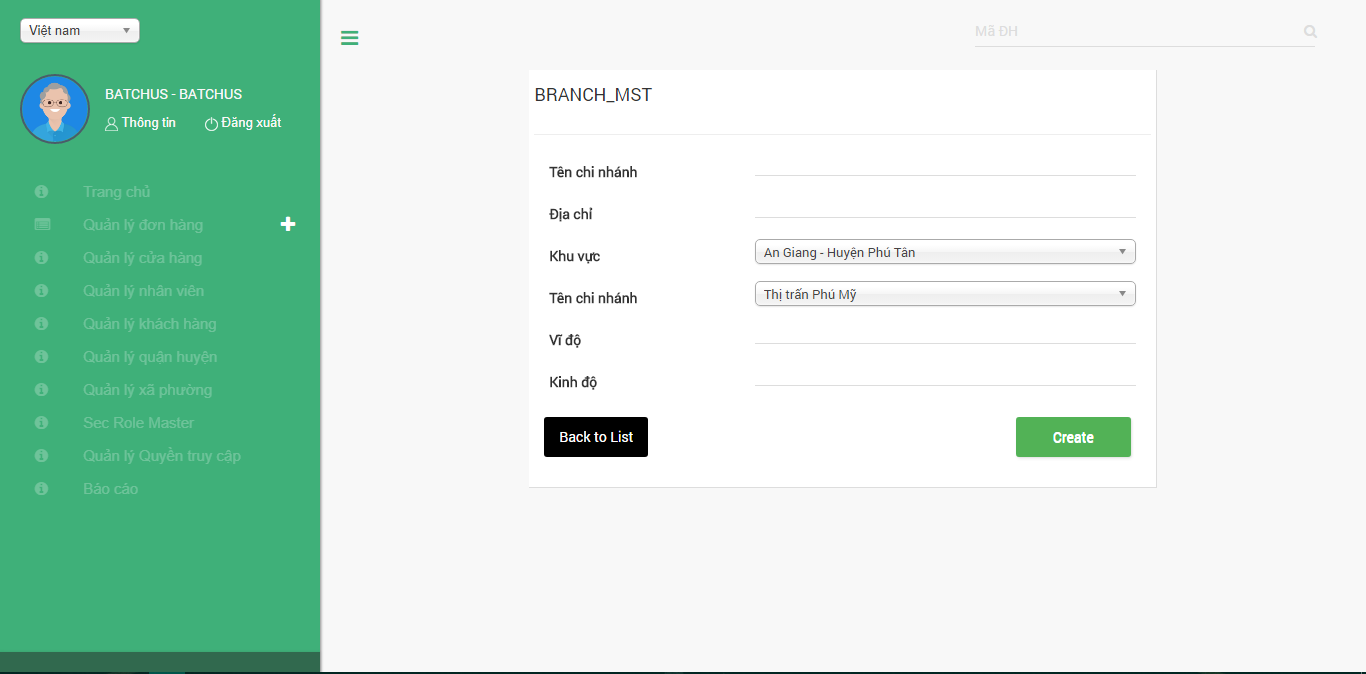 Việt nam
BATCHUS - BATCHUS
Thông tin
Đăng xuất
Trang chủ
Quản lý đơn hàng
Quản lý cửa hàng
Quản lý nhân viên
Quản lý khách hàng
Quản lý quận huyện
Quản lý xã phường
Sec Role Master
Quản lý Quyền truy cập
Báo cáo
Mã ĐH
BRANCH_MST
Tên chi nhánh
Địa chỉ
Khu vực
An Giang - Huyện Phú Tân
Tên chi nhánh
Thị trấn Phú Mỹ
Vĩ độ
Kinh độ
Back to List
Create